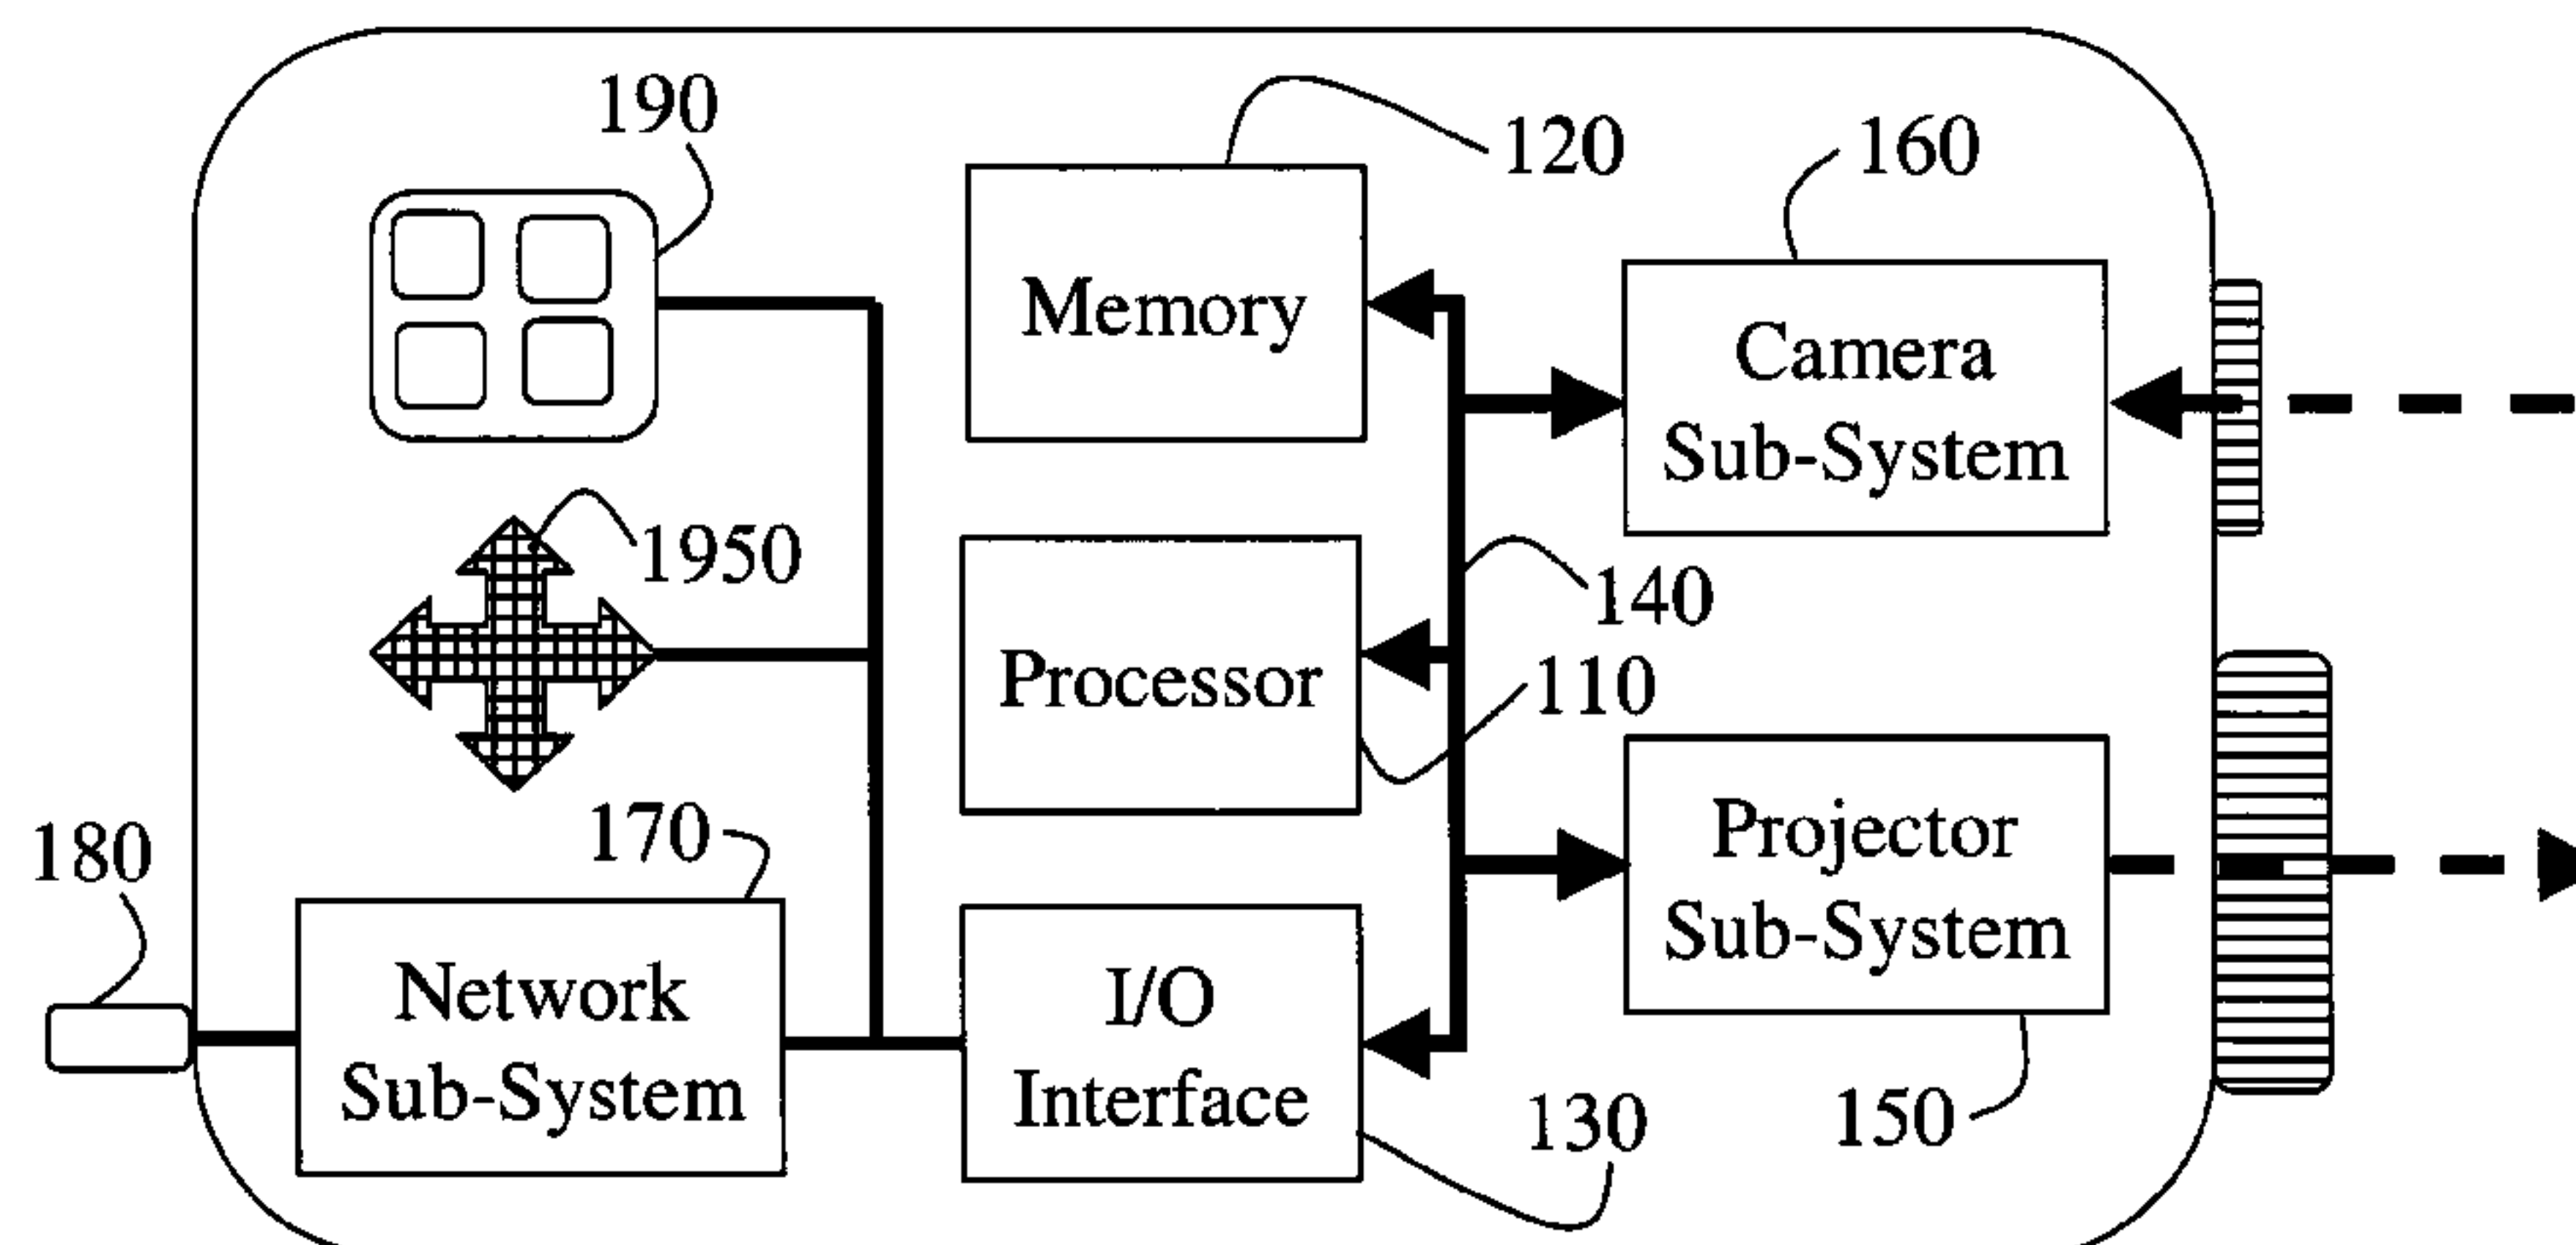 190
120
160
Memory
Camera
Sub-System
1950
140
Processor
110
180
170
Projector
Sub-System
Network
Sub-System
I/O
Interface
130
150